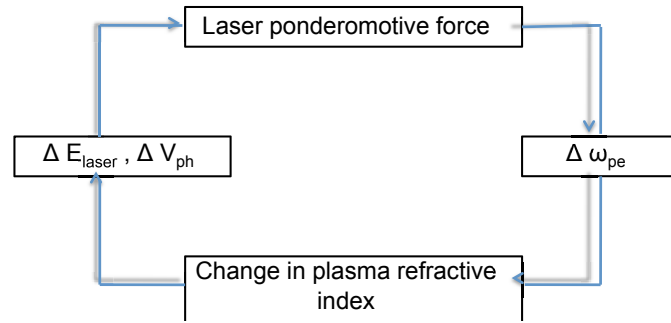 Laser ponderomotive force
Δ E_laser , Δ V_ph
Δ ω_pe
Change in plasma refractive
index